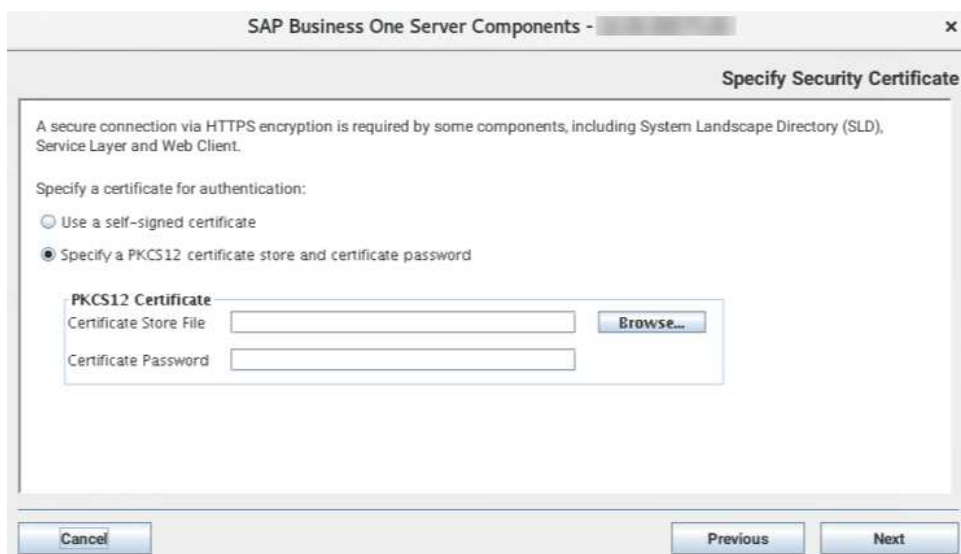 SAP Business One Server Components -
×
Specify Security Certificate
A secure connection via HTTPS encryption is required by some components, including System Landscape Directory (SLD),
Service Layer and Web Client.
Specify a certificate for authentication:
Use a self-signed certificate
Specify a PKCS12 certificate store and certificate password
PKCS12 Certificate
Certificate Store File
Browse...
Certificate Password
Cancel
Previous
Next